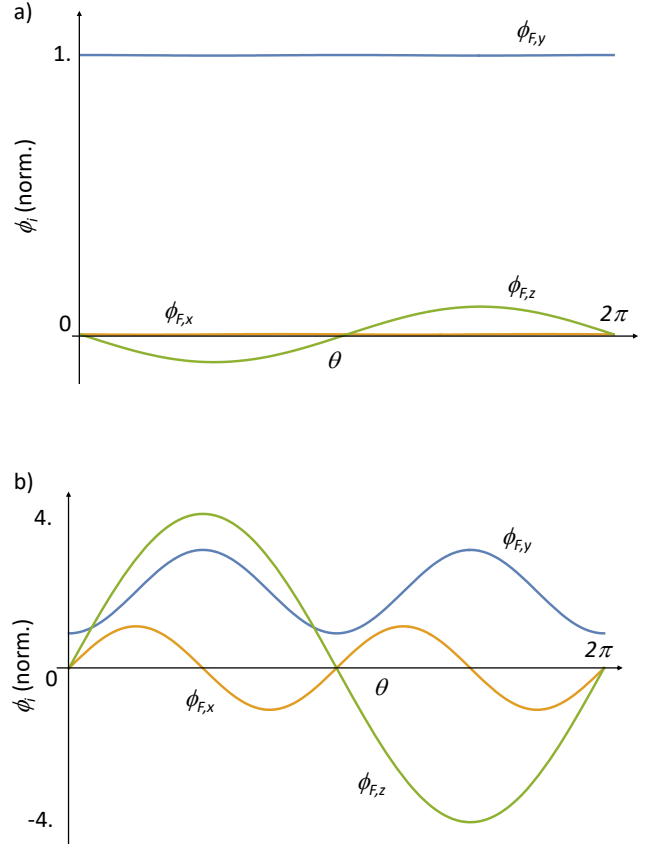 a)
1.
ϕF,y
ϕi (norm.)
ϕF,x
ϕF,z
2π
0
θ
b)
4.
ϕF,y
2π
0
θ
ϕi (norm.)
ϕF,x
ϕF,z
-4.